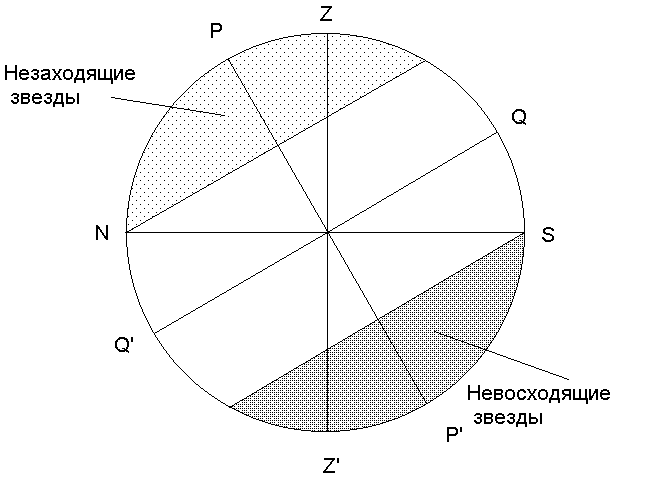 Z
P
Незаходящие
звезды
Q
N
S
Q'
Невосходящие
звезды
P'
Z'